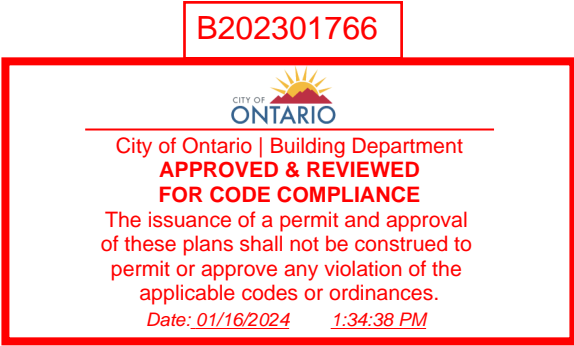 B202301766
CITY OF
ONTARIO
City of Ontario | Building Department
APPROVED & REVIEWED
FOR CODE COMPLIANCE
The issuance of a permit and approval
of these plans shall not be construed to
permit or approve any violation of the
applicable codes or ordinances.
Date: 01/16/2024 1:34:38 PM